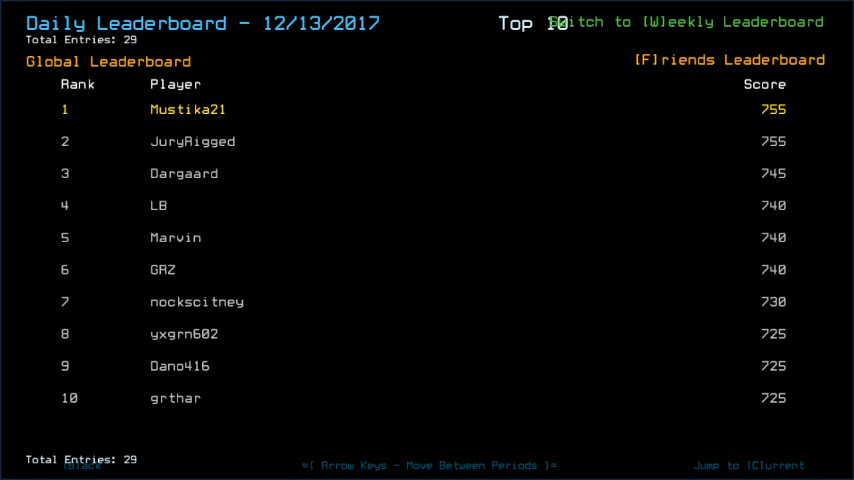 Daily Leaderboard - 12/13/2017 Top 10 Switch to [W]eekly Leaderboard
Total Entries: 29
Global Leaderboard [F]riends Leaderboard
Rank Player Score
1 Mustika21 755
2 JuryRigged 755
3 Dargaard 745
4 LB 740
5 Marvin 740
6 GRZ 740
7 nockscitney 730
8 yxgrn602 725
9 Dano416 725
10 grthar 725
Total Entries: 29
[B]ack =[ Arrow Keys - Move Between Periods ]= Jump to [C]urrent